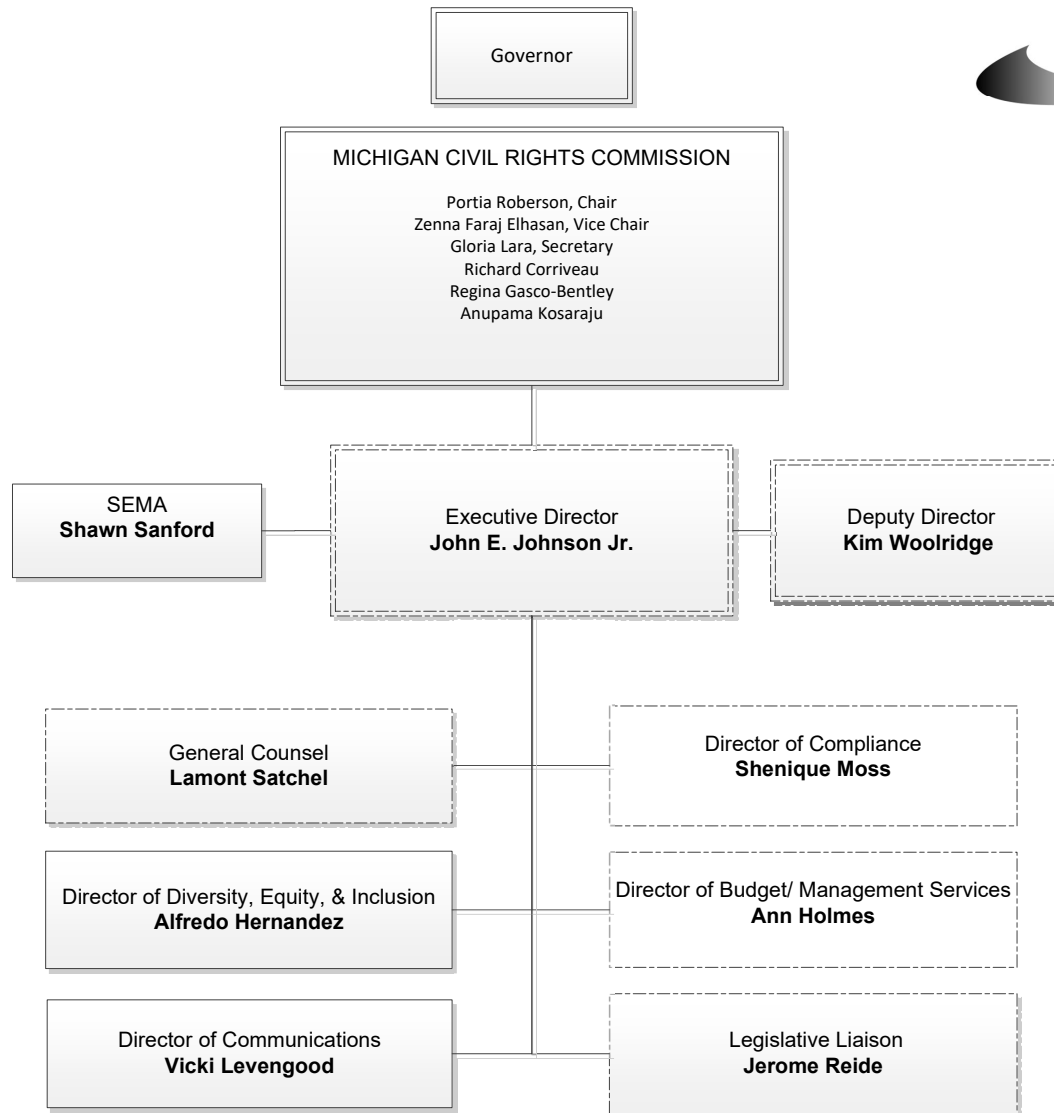 Governor
MICHIGAN CIVIL RIGHTS COMMISSION
Portia Roberson, Chair
Zenna Faraj Elhasan, Vice Chair
Gloria Lara, Secretary
Richard Corriveau
Regina Gasco-Bentley
Anupama Kosaraju
SEMA
Shawn Sanford
Executive Director
John E. Johnson Jr.
Deputy Director
Kim Woolridge
General Counsel
Lamont Satchel
Director of Compliance
Shenique Moss
Director of Diversity, Equity, & Inclusion
Alfredo Hernandez
Director of Budget/ Management Services
Ann Holmes
Director of Communications
Vicki Levengood
Legislative Liaison
Jerome Reide